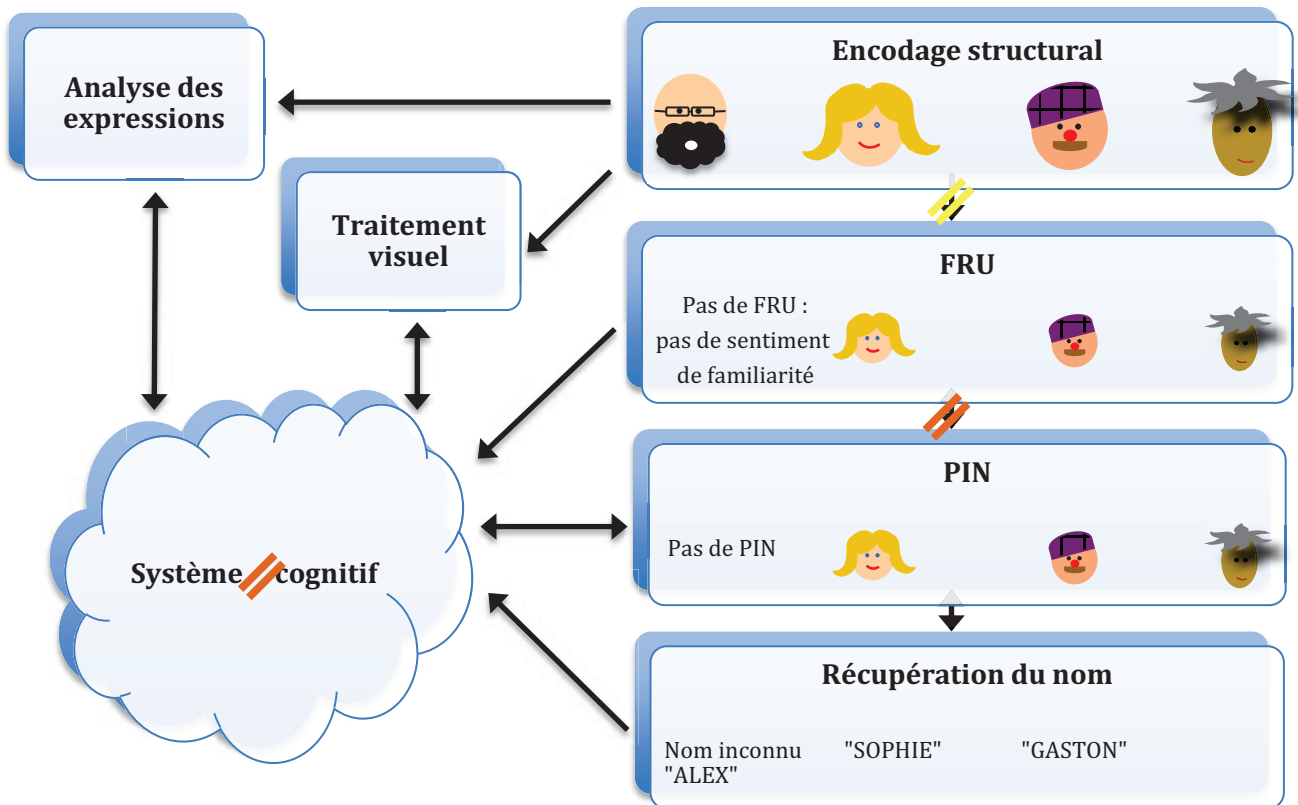 Encodage structural
Analyse des
expressions
Traitement
visuel
FRU
Pas de FRU :
pas de sentiment
de familiarité
PIN
Pas de PIN
Système cognitif
Récupération du nom
Nom inconnu
"ALEX"
"SOPHIE"
"GASTON"